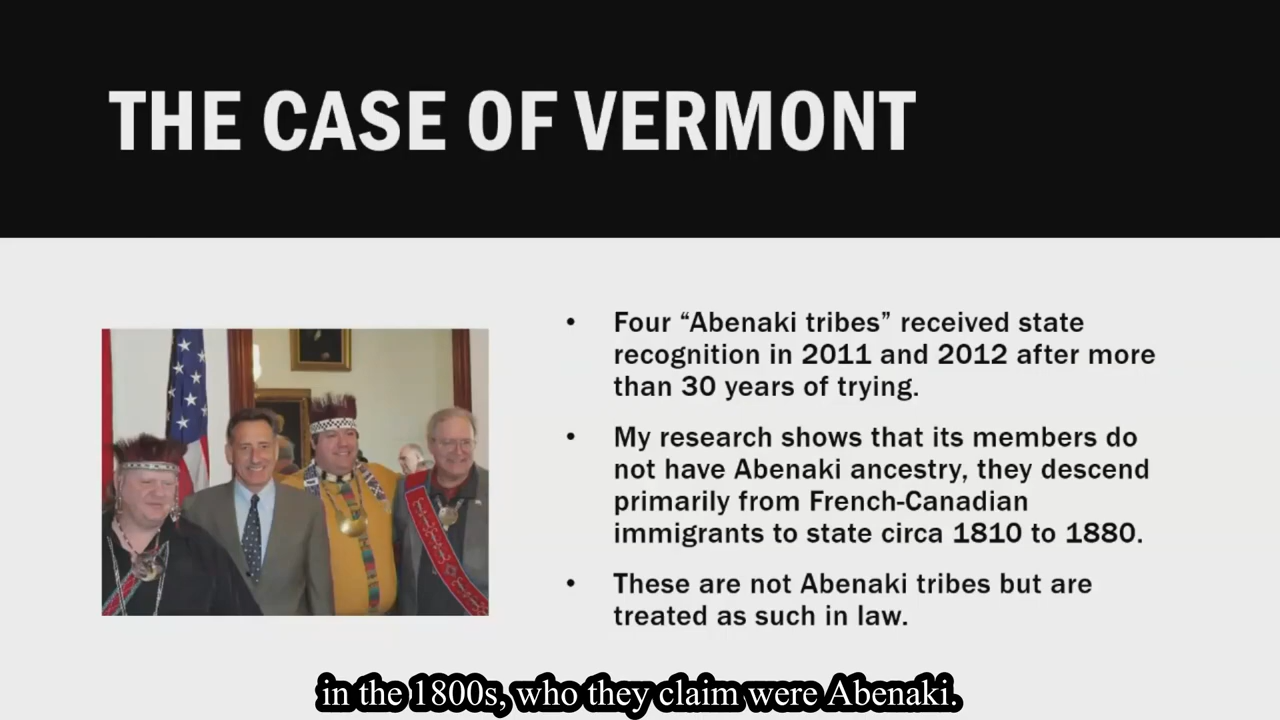 THE CASE OF VERMONT
• Four “Abenaki tribes” received state
recognition in 2011 and 2012 after more
than 30 years of trying.
• My research shows that its members do
not have Abenaki ancestry, they descend
primarily from French-Canadian
immigrants to state circa 1810 to 1880.
• These are not Abenaki tribes but are
treated as such in law.
in the 1800s, who they claim were Abenaki.